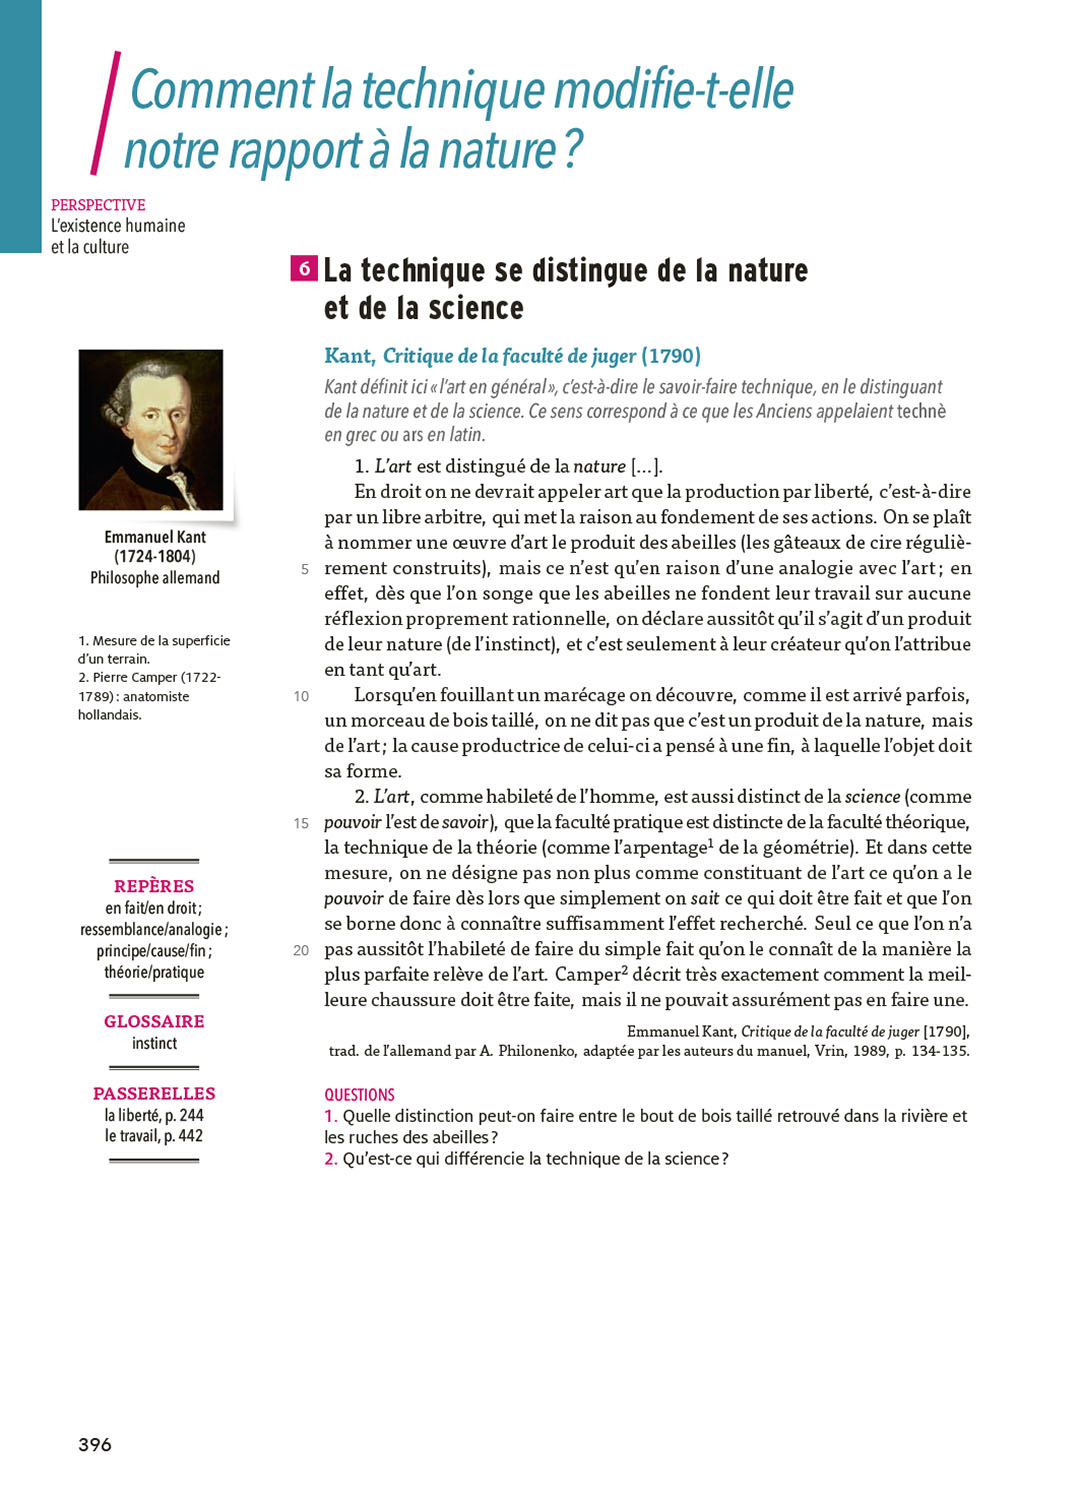 Comment la technique modifie-t-elle
notre rapport à la nature ?
PERSPECTIVE
L'existence humaine
et la culture
6 La technique se distingue de la nature
et de la science
Kant, Critique de la faculté de juger (1790)
Kant définit ici « l'art en général », c'est-à-dire le savoir-faire technique, en le distinguant
de la nature et de la science. Ce sens correspond à ce que les Anciens appelaient technè
en grec ou ars en latin.
1. L'art est distingué de la nature [...].
En droit on ne devrait appeler art que la production par liberté, c'est-à-dire
par un libre arbitre, qui met la raison au fondement de ses actions. On se plaît
à nommer une œuvre d'art le produit des abeilles (les gâteaux de cire réguliè-
5 rement construits), mais ce n'est qu'en raison d'une analogie avec l'art ; en
effet, dès que l'on songe que les abeilles ne fondent leur travail sur aucune
réflexion proprement rationnelle, on déclare aussitôt qu'il s'agit d'un produit
de leur nature (de l'instinct), et c'est seulement à leur créateur qu'on l'attribue
en tant qu'art.
10 Lorsqu'en fouillant un marécage on découvre, comme il est arrivé parfois,
un morceau de bois taillé, on ne dit pas que c'est un produit de la nature, mais
de l'art ; la cause productrice de celui-ci a pensé à une fin, à laquelle l'objet doit
sa forme.
2. L'art, comme habileté de l'homme, est aussi distinct de la science (comme
15 pouvoir l'est de savoir), que la faculté pratique est distincte de la faculté théorique,
la technique de la théorie (comme l'arpentage1 de la géométrie). Et dans cette
mesure, on ne désigne pas non plus comme constituant de l'art ce qu'on a le
pouvoir de faire dès lors que simplement on sait ce qui doit être fait et que l'on
se borne donc à connaître suffisamment l'effet recherché. Seul ce que l'on n'a
20 pas aussitôt l'habileté de faire du simple fait qu'on le connaît de la manière la
plus parfaite relève de l'art. Camper2 décrit très exactement comment la meil-
leure chaussure doit être faite, mais il ne pouvait assurément pas en faire une.
Emmanuel Kant, Critique de la faculté de juger [1790],
trad. de l'allemand par A. Philonenko, adaptée par les auteurs du manuel, Vrin, 1989, p. 134-135.
QUESTIONS
1. Quelle distinction peut-on faire entre le bout de bois taillé retrouvé dans la rivière et
les ruches des abeilles ?
2. Qu'est-ce qui différencie la technique de la science ?
Emmanuel Kant
(1724-1804)
Philosophe allemand
1. Mesure de la superficie
d'un terrain.
2. Pierre Camper (1722-
1789) : anatomiste
hollandais.
REPÈRES
en fait/en droit ;
ressemblance/analogie ;
principe/cause/fin ;
théorie/pratique
GLOSSAIRE
instinct
PASSERELLES
la liberté, p. 244
le travail, p. 442
396